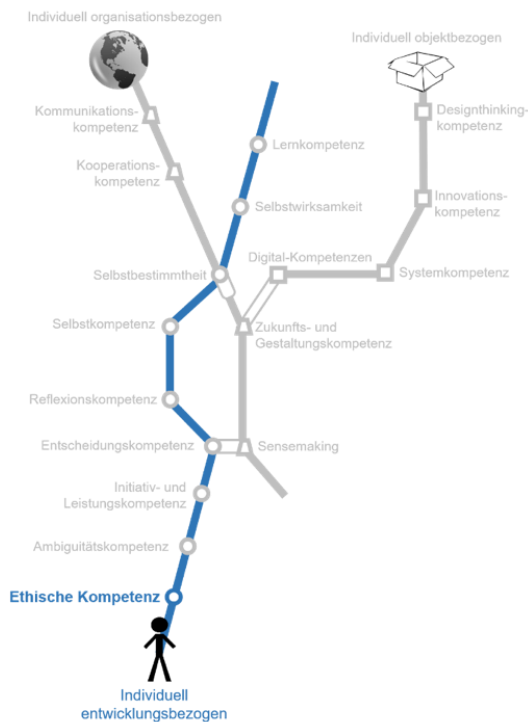 Individuell organisationsbezogen
Individuell objektbezogen
Kommunikations-
kompetenz
Designthinking-
kompetenz
Lernkompetenz
Kooperations-
kompetenz
Innovations-
kompetenz
Selbstwirksamkeit
Selbstbestimmtheit
Digital-Kompetenzen
Systemkompetenz
Selbstkompetenz
Zukunfts- und
Gestaltungskompetenz
Reflexionskompetenz
Entscheidungskompetenz
Sensemaking
Initiativ- und
Leistungskompetenz
Ambiguitätskompetenz
Ethische Kompetenz
Individuell
entwicklungsbezogen